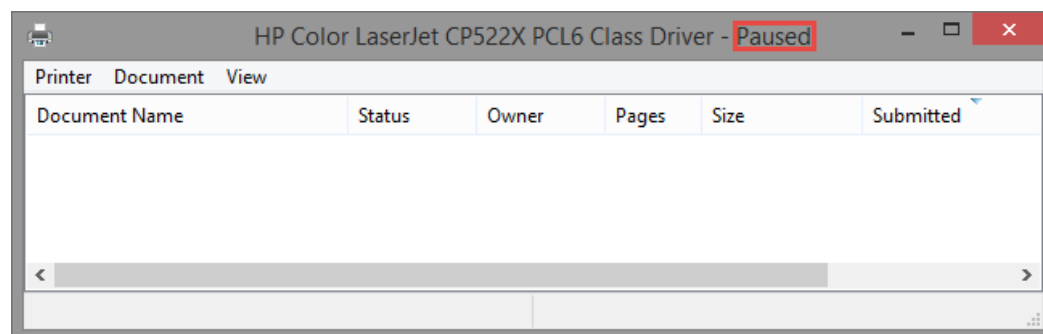 HP Color LaserJet CP522X PCL6 Class Driver - Paused
Printer Document View
Document Name Status Owner Pages Size Submitted